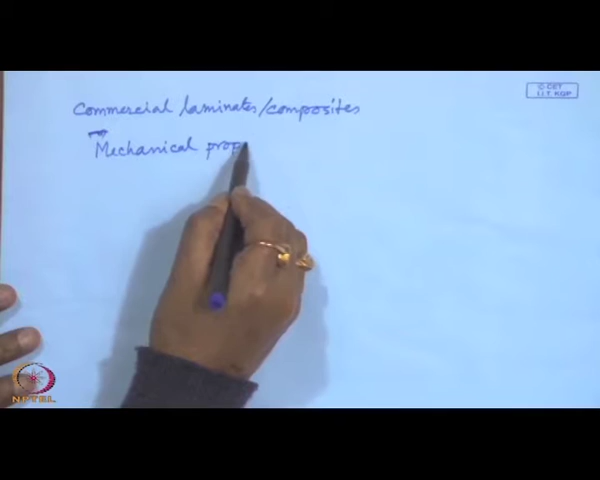 Commercial laminates/composites
Mechanical prop
© CET
I.I.T. KGP
NPTEL